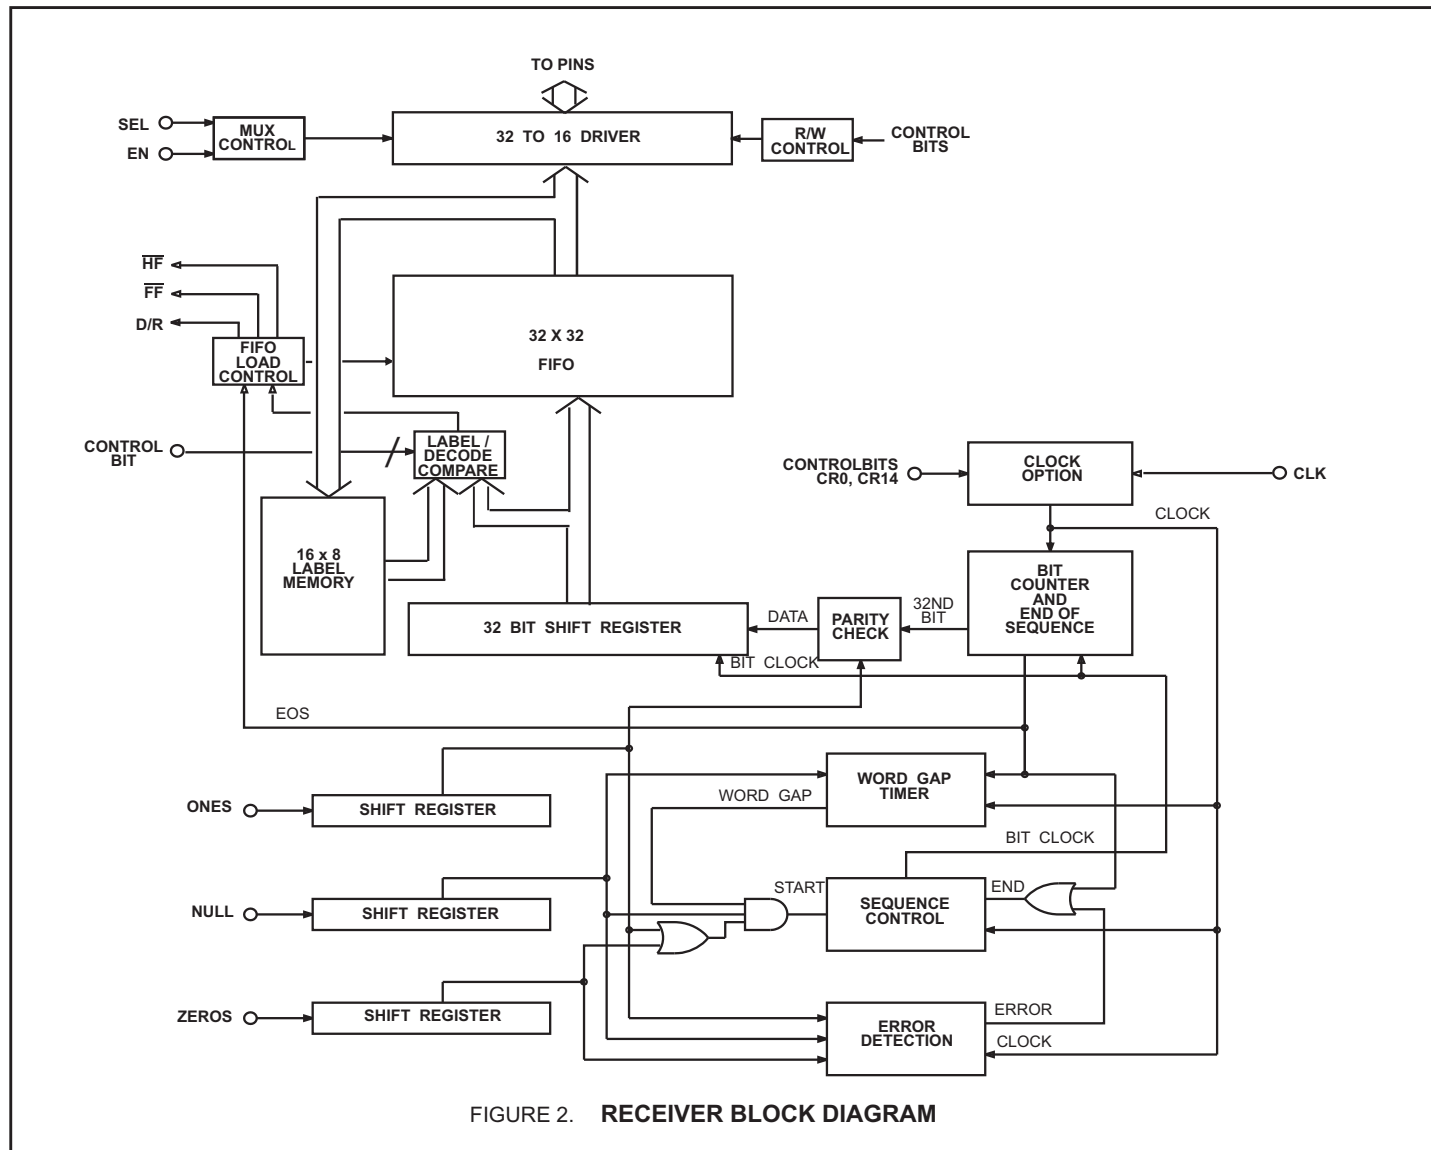 TO PINS
SEL
EN
MUX
CONTROL
32 TO 16 DRIVER
R/W
CONTROL
CONTROL
BITS
HF
FF
D/R
FIFO
LOAD
CONTROL
32 X 32
FIFO
CONTROL
BIT
/
LABEL /
DECODE
COMPARE
CONTROLBITS
CR0, CR14
CLOCK
OPTION
CLK
CLOCK
16 x 8
LABEL
MEMORY
BIT
COUNTER
AND
END OF
SEQUENCE
32 BIT SHIFT REGISTER
DATA
PARITY
CHECK
32ND
BIT
BIT CLOCK
EOS
ONES
SHIFT REGISTER
WORD GAP
WORD GAP
TIMER
BIT CLOCK
NULL
SHIFT REGISTER
START
SEQUENCE
CONTROL
END
ZEROS
SHIFT REGISTER
ERROR
DETECTION
ERROR
CLOCK
FIGURE 2. RECEIVER BLOCK DIAGRAM